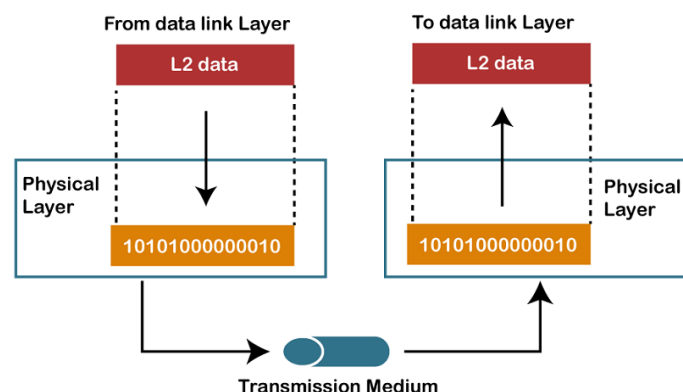 From data link Layer
To data link Layer
L2 data
L2 data
Physical
Layer
Physical
Layer
10101000000010
10101000000010
Transmission Medium